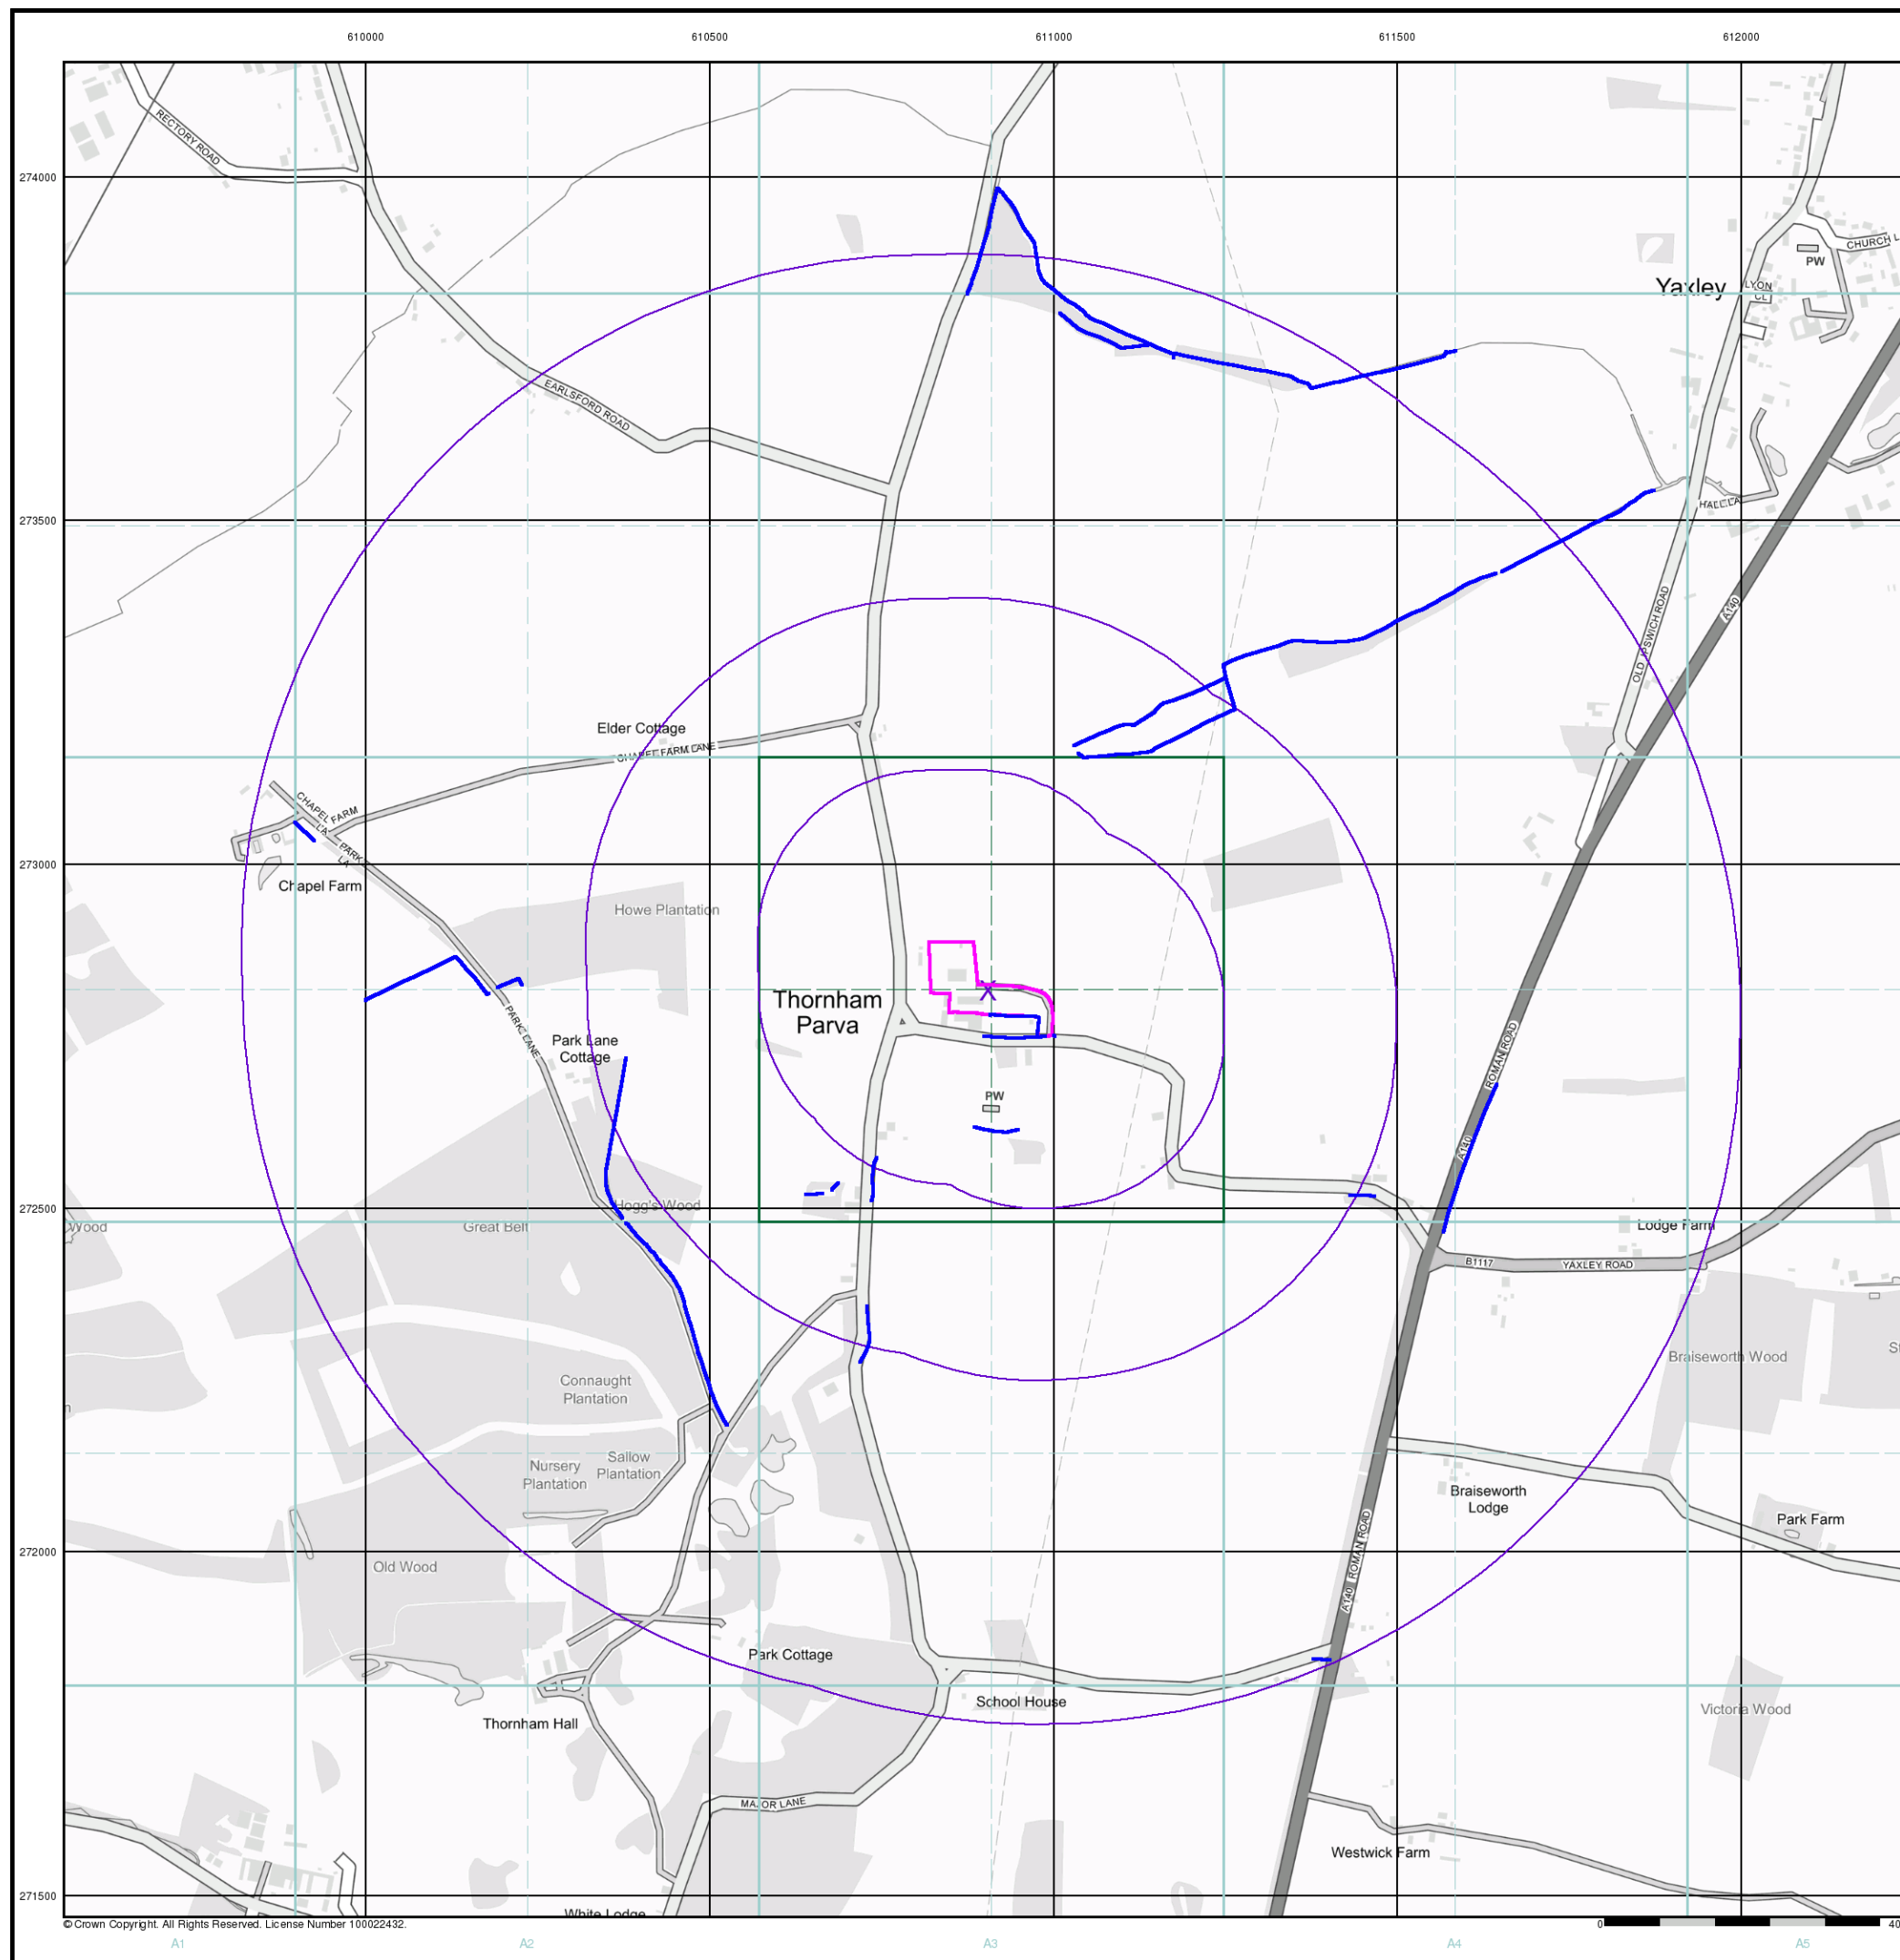 610000 610500 611000 611500 612000
RECTORY ROAD
274000
CHURCH L
PW
Yaxley
LYON
CL
EARLSFORD ROAD
273500
HALL LA
OLD IPSWICH ROAD
A140
Elder Cottage
CHAPEL FARM LANE
CHAPEL FARM
LA
PARK
LA
273000
Chapel Farm
Howe Plantation
Thornham
Parva
X
PARK LANE
Park Lane
Cottage
ROMAN ROAD
PW
A140
272500
Hogg's Wood
Wood
Great Belt
Lodge Farm
B1117
YAXLEY ROAD
Braiseworth Wood
St
Connaught
Plantation
n
Sallow
Plantation
Nursery
Plantation
Braiseworth
Lodge
Park Farm
272000
Old Wood
A140
ROMAN ROAD
Park Cottage
School House
Victoria Wood
Thornham Hall
MAJOR LANE
Westwick Farm
271500
White Lodge
© Crown Copyright. All Rights Reserved. License Number 100022432.
0 40
A1 A2 A3 A4 A5